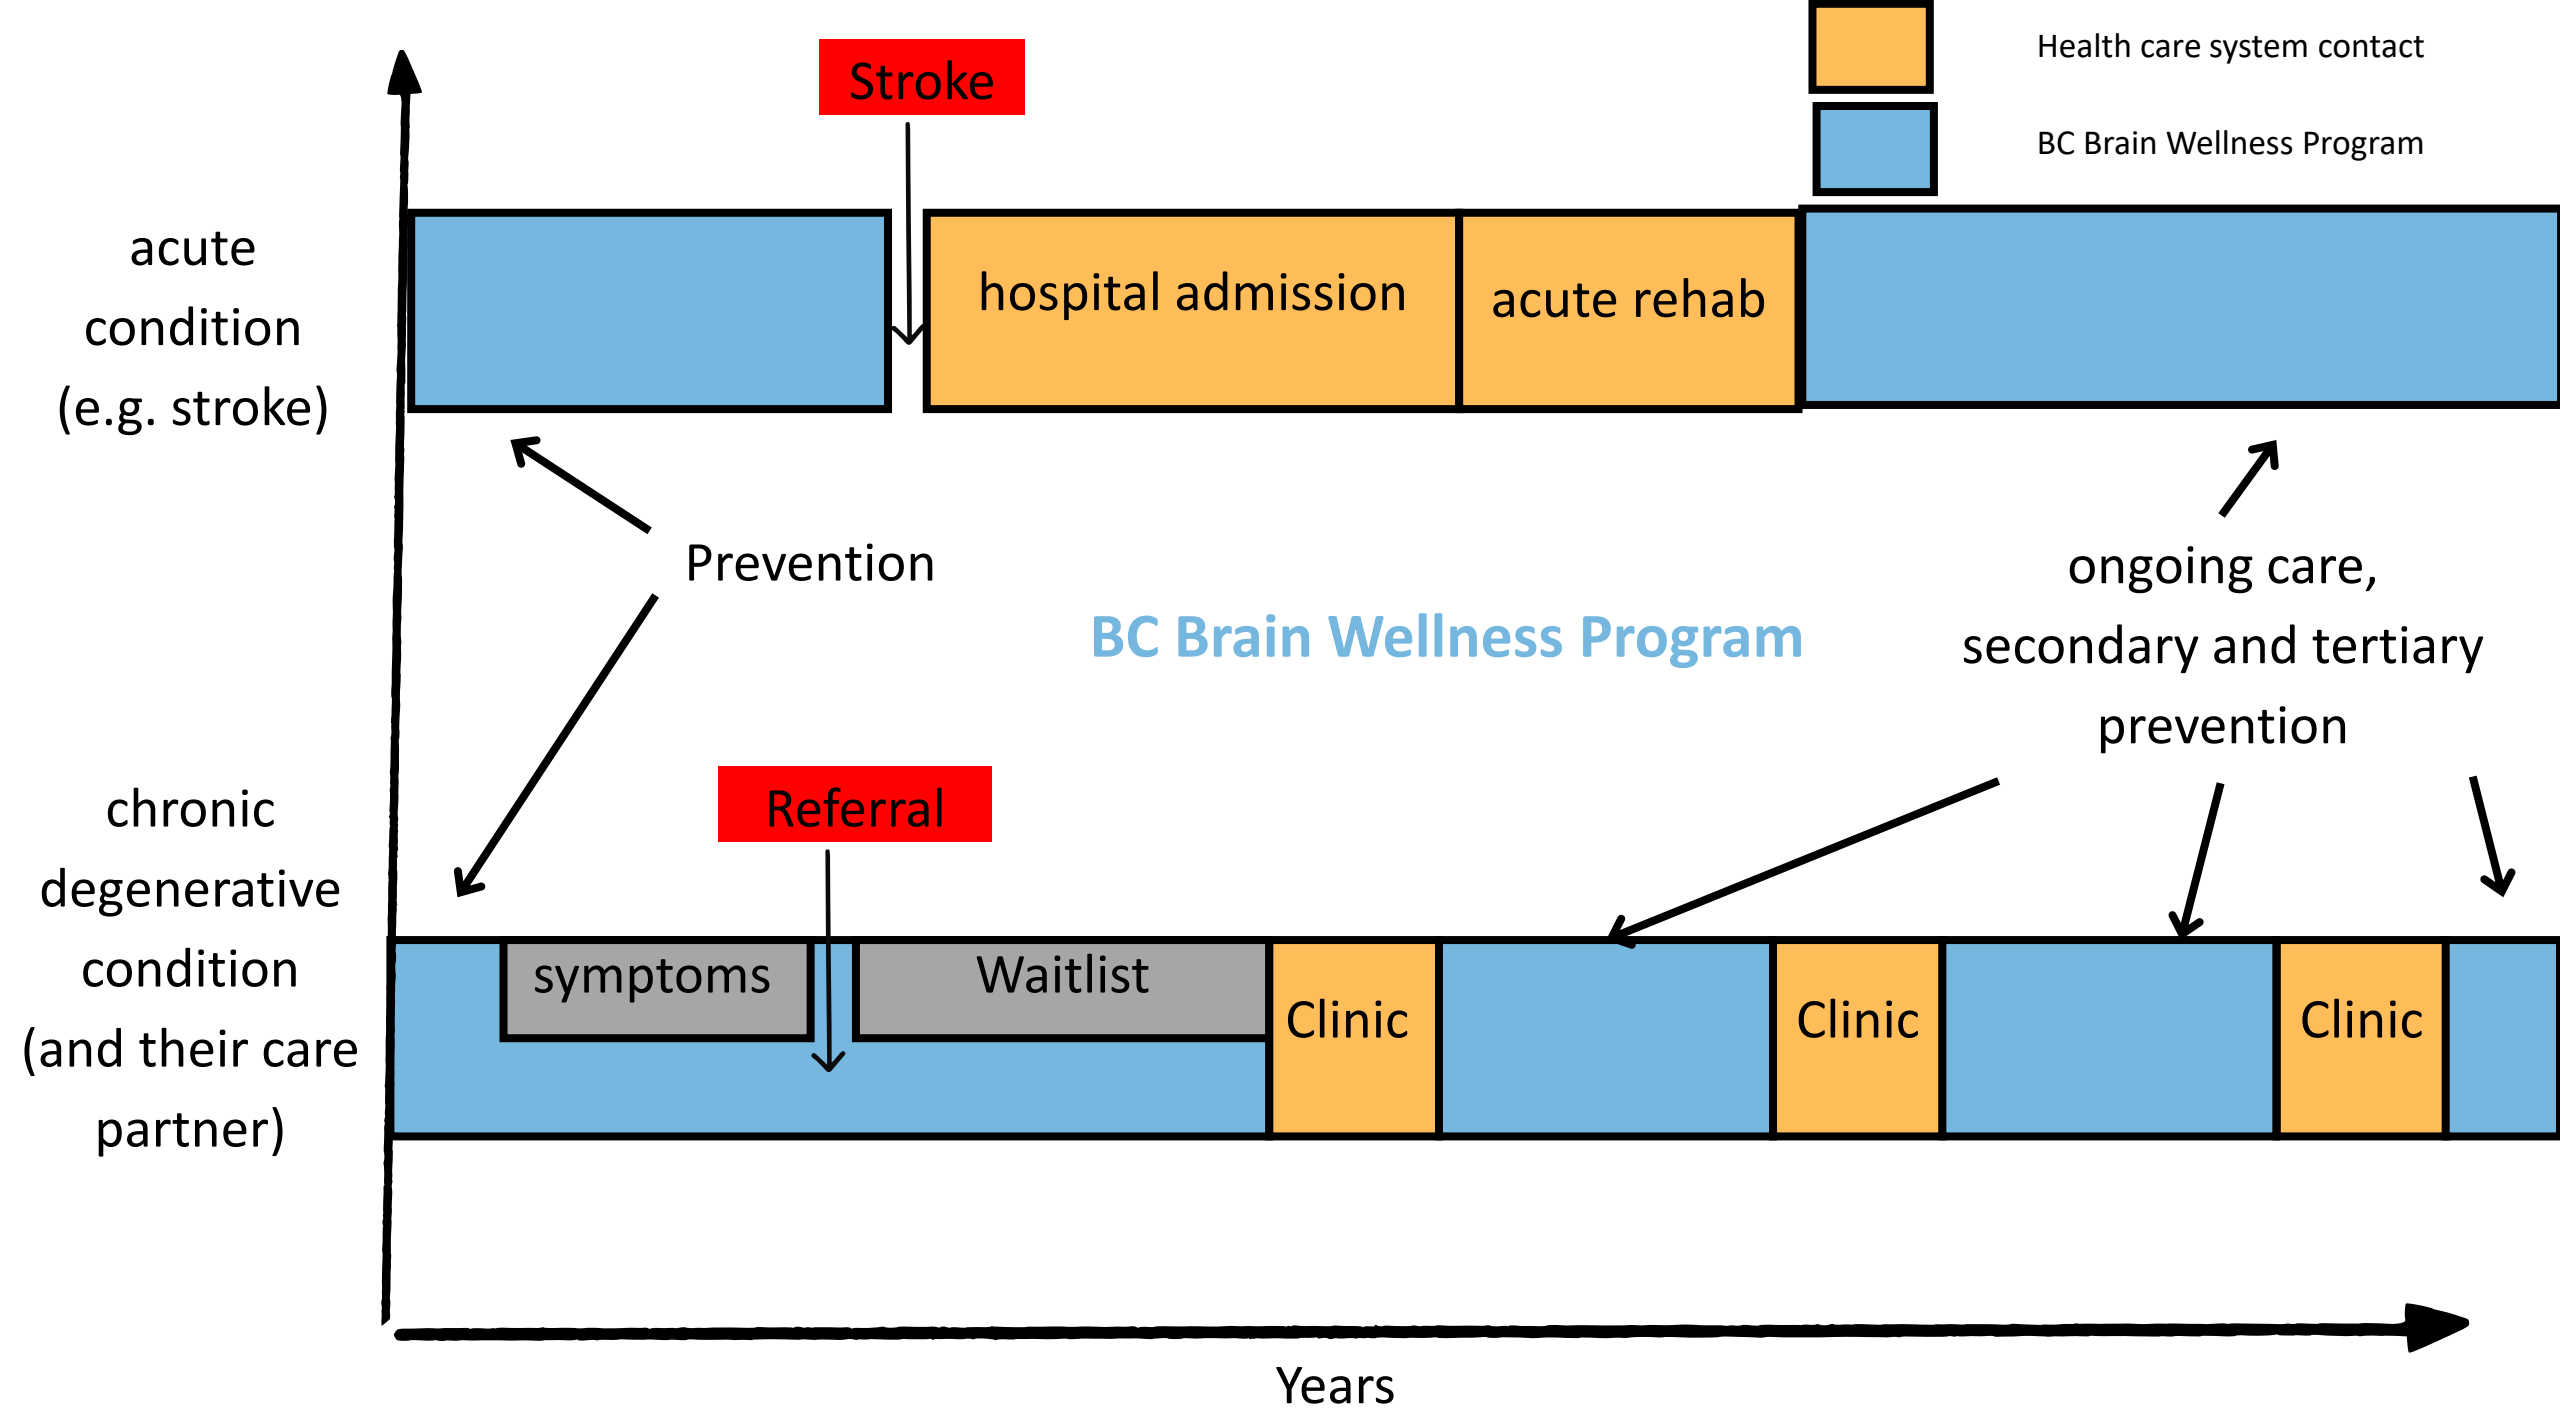 Health care system contact
BC Brain Wellness Program
Stroke
acute
condition
(e.g. stroke)
hospital admission
acute rehab
Prevention
BC Brain Wellness Program
ongoing care,
secondary and tertiary
prevention
Referral
chronic
degenerative
condition
(and their care
partner)
symptoms
Waitlist
Clinic
Clinic
Clinic
Years